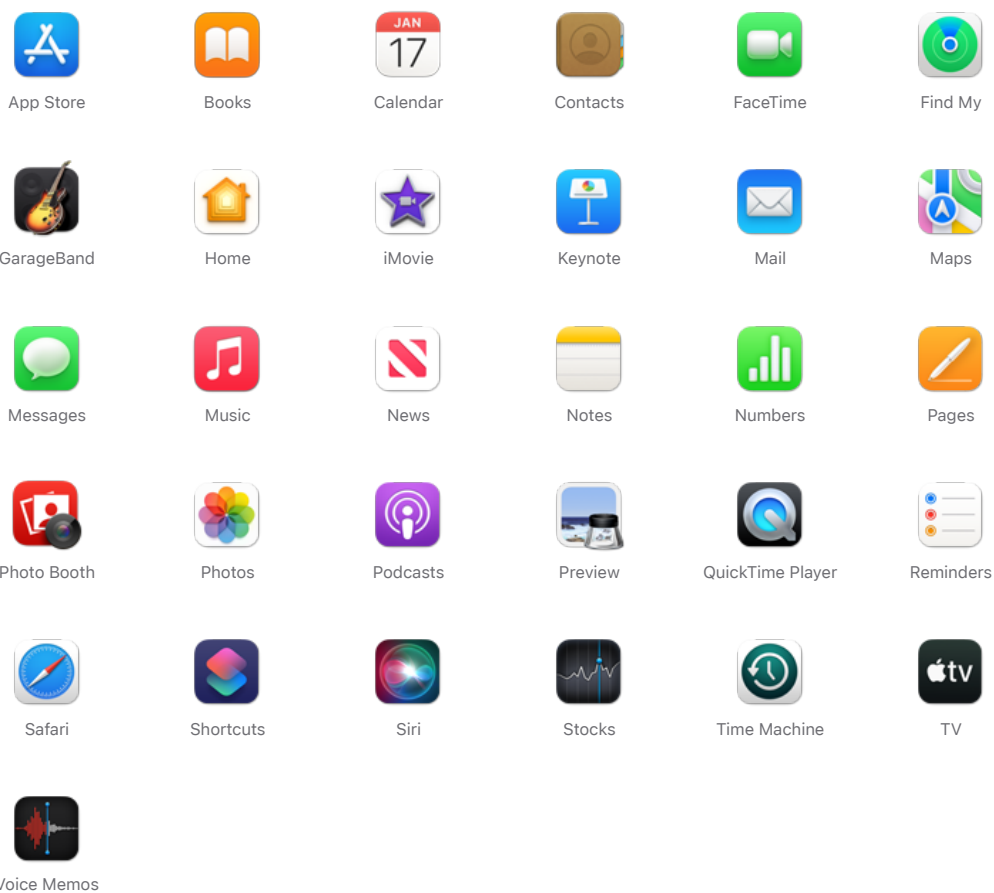 JAN
17
App Store
Books
Calendar
Contacts
FaceTime
Find My
GarageBand
Home
iMovie
Keynote
Mail
Maps
Messages
Music
News
Notes
Numbers
Pages
Photo Booth
Photos
Podcasts
Preview
QuickTime Player
Reminders
tv
Safari
Shortcuts
Siri
Stocks
Time Machine
TV
Voice Memos